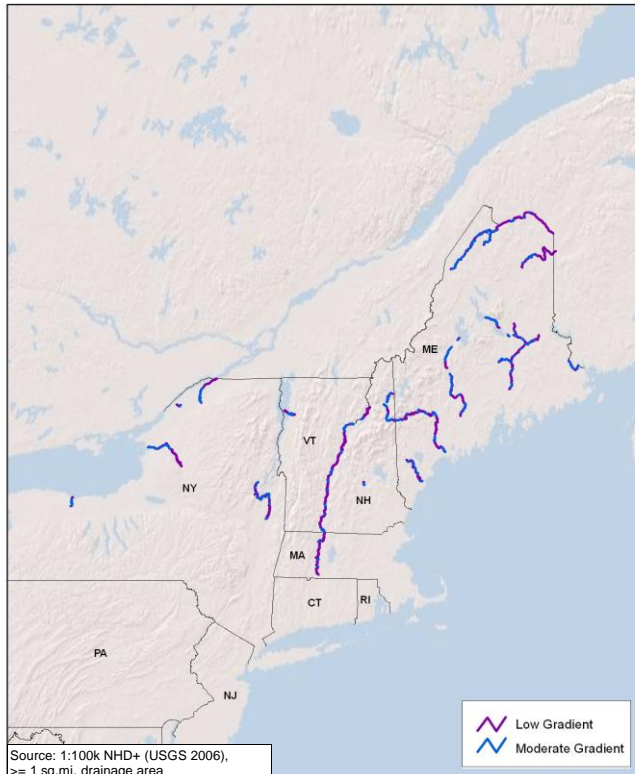 ME
VT
NY
NH
MA
CT
RI
PA
NJ
Low Gradient
Moderate Gradient
Source: 1:100k NHD+ (USGS 2006),
>= 1 sq.mi. drainage area